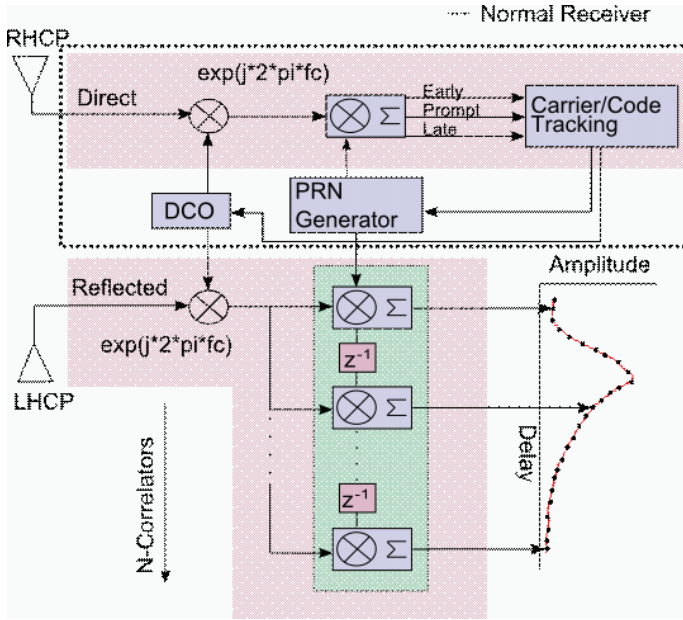 Normal Receiver
RHCP
Direct
exp(j*2*pi*fc)
Early
Prompt
Late
Σ
Carrier/Code
Tracking
DCO
PRN
Generator
Reflected
exp(j*2*pi*fc)
LHCP
Amplitude
Σ
z⁻¹
Σ
Delay
z⁻¹
Σ
N-Correlators